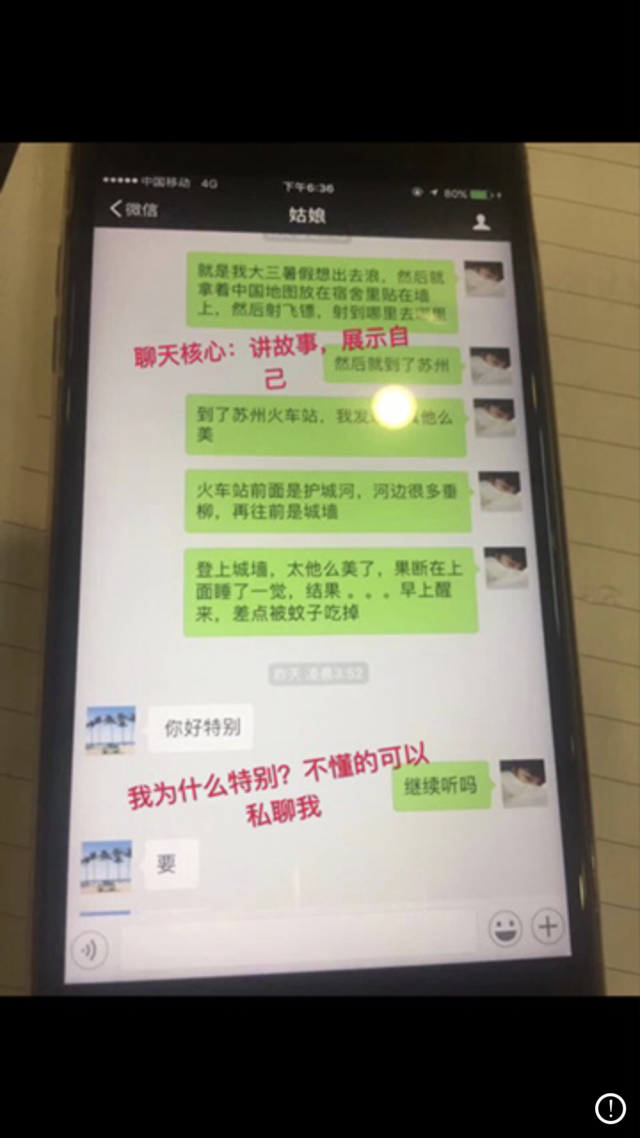 中国移动 4G 下午6:36 80%
微信 姑娘
就是我大三暑假想出去浪，然后就
拿着中国地图放在宿舍里贴在墙
上，然后射飞镖，射到哪里去哪里
聊天核心：讲故事，展示自
己
然后就到了苏州
到了苏州火车站，我发 他么
美
火车站前面是护城河，河边很多垂
柳，再往前是城墙
登上城墙，太他么美了，果断在上
面睡了一觉，结果 。。。早上醒
来，差点被蚊子吃掉
昨天 凌晨3:52
你好特别
我为什么特别？不懂的可以
私聊我
继续听吗
要